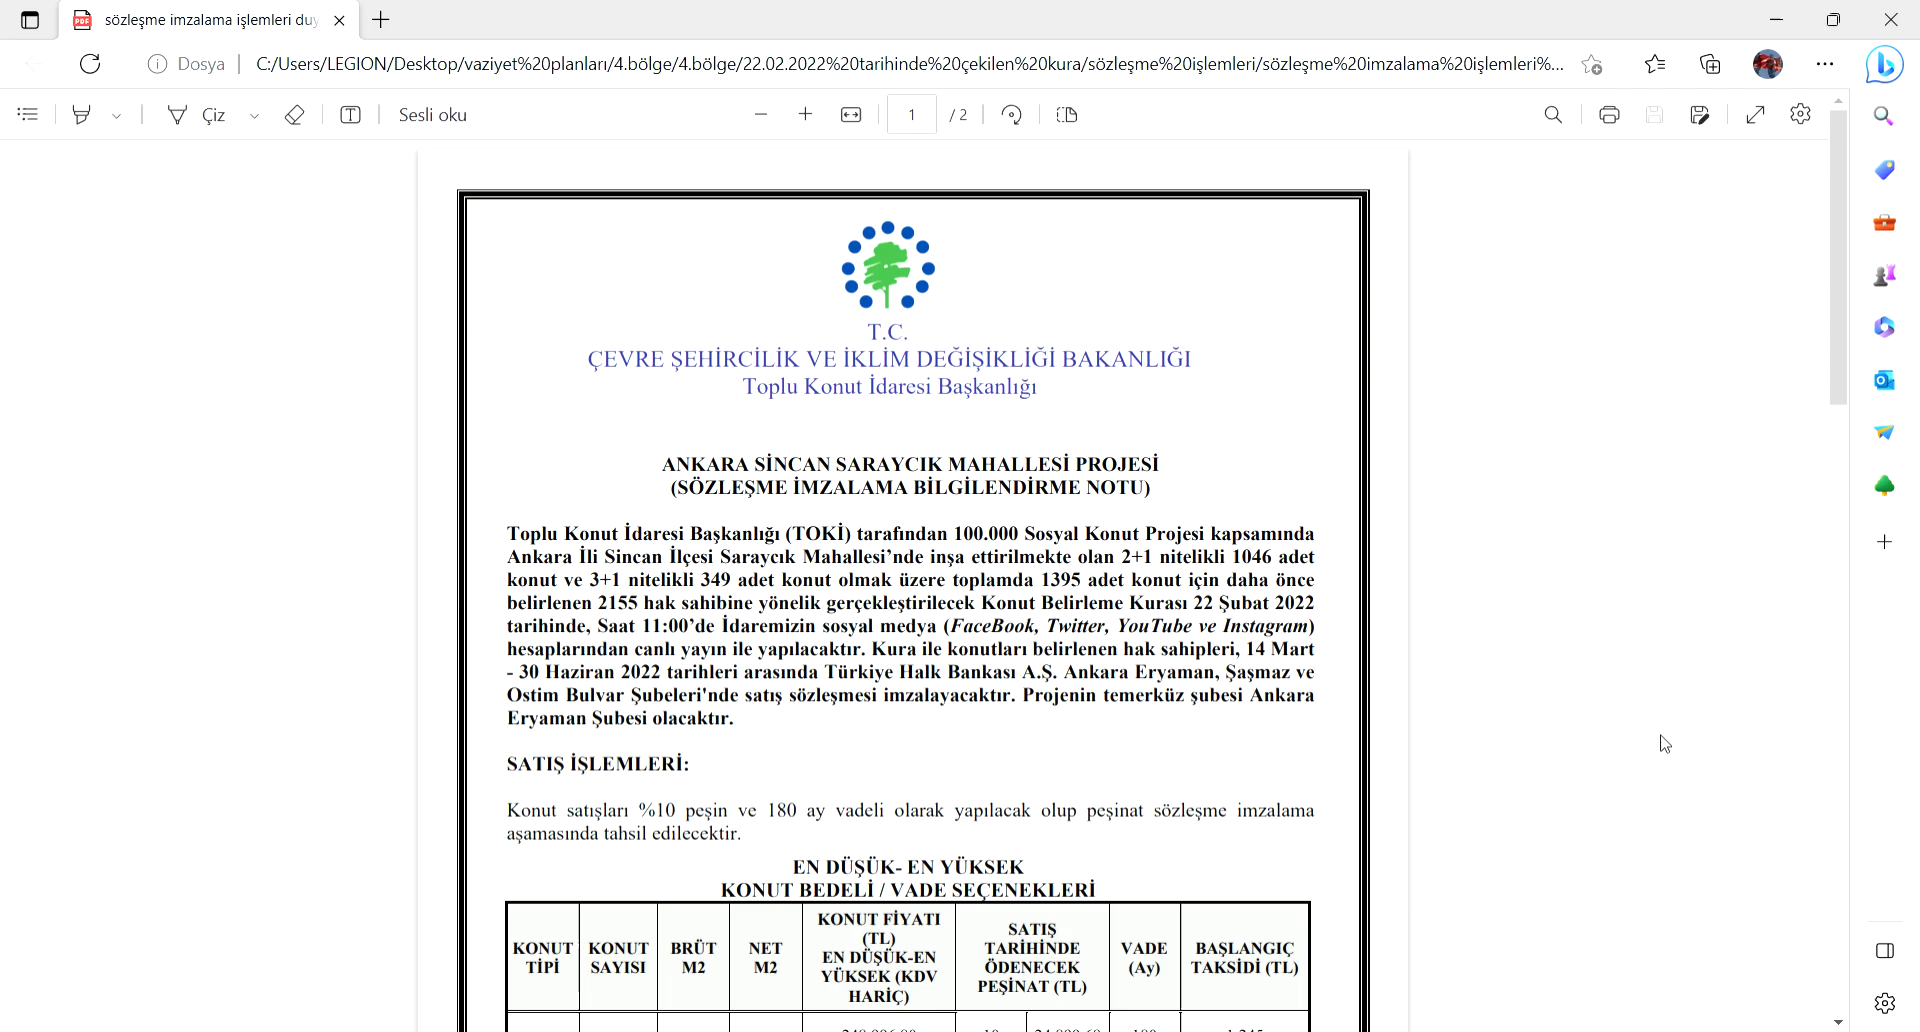 sözleşme imzalama işlemleri duy
Dosya
C:/Users/LEGION/Desktop/vaziyet%20planları/4.bölge/4.bölge/22.02.2022%20tarihinde%20çekilen%20kura/sözleşme%20işlemleri/sözleşme%20imzalama%20işlemleri%...
Çiz
Sesli oku
1 / 2
T.C.
ÇEVRE ŞEHİRCİLİK VE İKLİM DEĞİŞİKLİĞİ BAKANLIĞI
Toplu Konut İdaresi Başkanlığı
ANKARA SİNCAN SARAYCIK MAHALLESİ PROJESİ
(SÖZLEŞME İMZALAMA BİLGİLENDİRME NOTU)
Toplu Konut İdaresi Başkanlığı (TOKİ) tarafından 100.000 Sosyal Konut Projesi kapsamında
Ankara İli Sincan İlçesi Saraycık Mahallesi’nde inşa ettirilmekte olan 2+1 nitelikli 1046 adet
konut ve 3+1 nitelikli 349 adet konut olmak üzere toplamda 1395 adet konut için daha önce
belirlenen 2155 hak sahibine yönelik gerçekleştirilecek Konut Belirleme Kurası 22 Şubat 2022
tarihinde, Saat 11:00’de İdaremizin sosyal medya (FaceBook, Twitter, YouTube ve Instagram)
hesaplarından canlı yayın ile yapılacaktır. Kura ile konutları belirlenen hak sahipleri, 14 Mart
- 30 Haziran 2022 tarihleri arasında Türkiye Halk Bankası A.Ş. Ankara Eryaman, Şaşmaz ve
Ostim Bulvar Şubeleri'nde satış sözleşmesi imzalayacaktır. Projenin temerküz şubesi Ankara
Eryaman Şubesi olacaktır.
SATIŞ İŞLEMLERİ:
Konut satışları %10 peşin ve 180 ay vadeli olarak yapılacak olup peşinat sözleşme imzalama
aşamasında tahsil edilecektir.
EN DÜŞÜK- EN YÜKSEK
KONUT BEDELİ / VADE SEÇENEKLERİ
KONUT TİPİ
KONUT SAYISI
BRÜT M2
NET M2
KONUT FİYATI
(TL)
EN DÜŞÜK-EN
YÜKSEK (KDV
HARİÇ)
SATIŞ
TARİHİNDE
ÖDENECEK
PEŞİNAT (TL)
VADE
(Ay)
BAŞLANGIÇ
TAKSİDİ (TL)